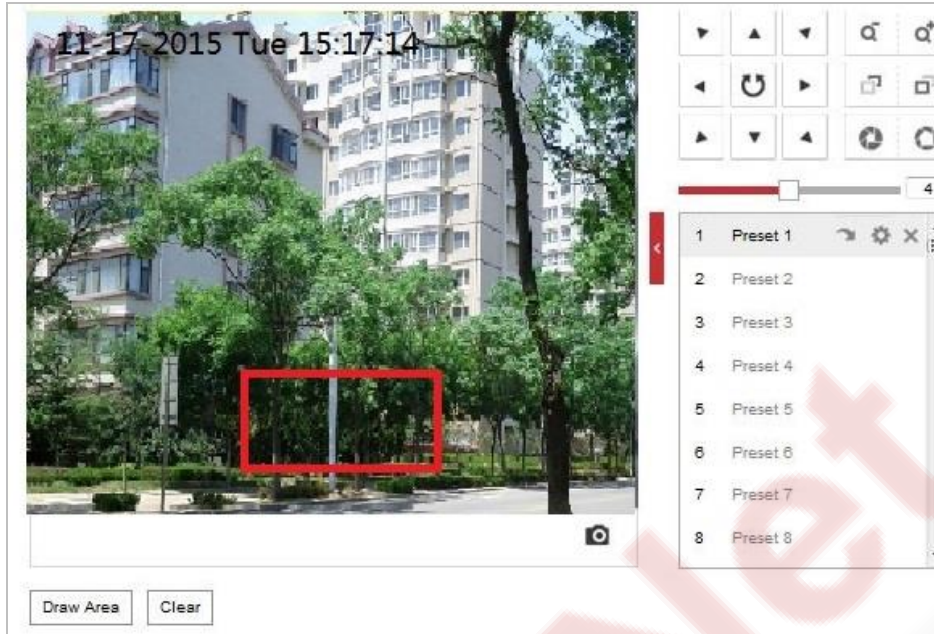 11-17-2015 Tue 15:17:14
4
1 Preset 1
2 Preset 2
3 Preset 3
4 Preset 4
5 Preset 5
6 Preset 6
7 Preset 7
8 Preset 8
Draw Area Clear